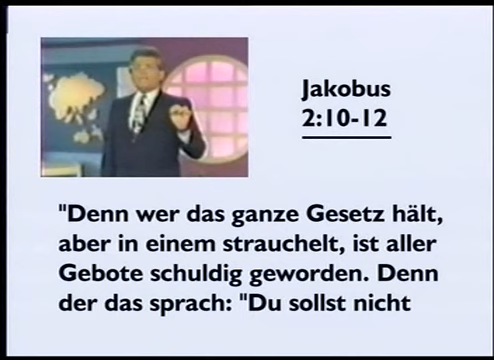 Jakobus
2:10-12
"Denn wer das ganze Gesetz hält,
aber in einem strauchelt, ist aller
Gebote schuldig geworden. Denn
der das sprach: "Du sollst nicht